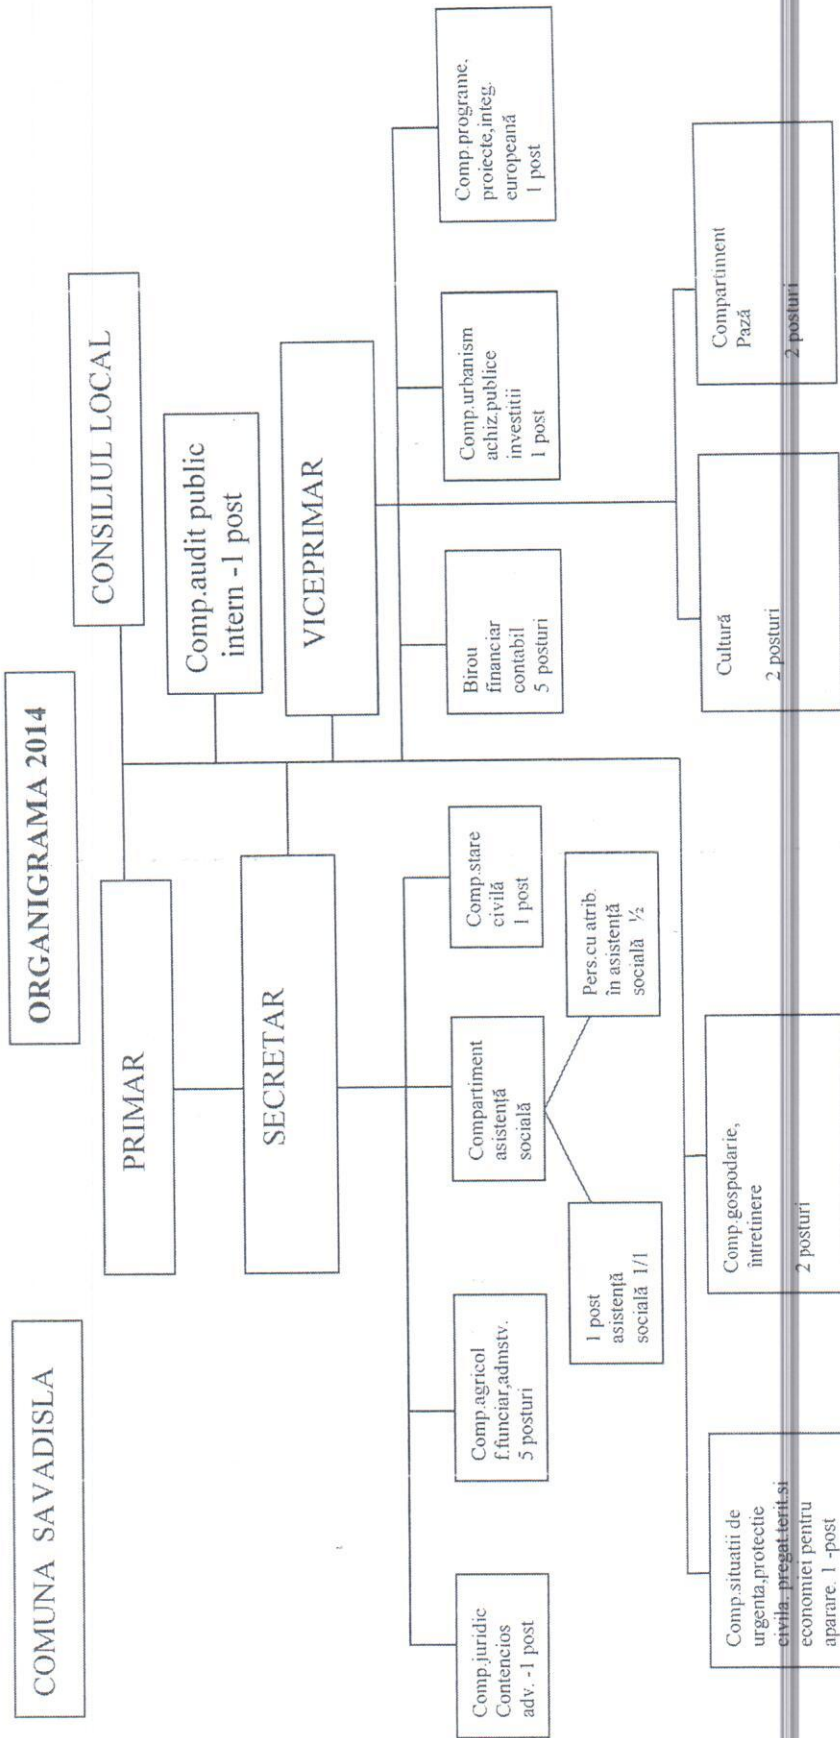 COMUNA SAVADISLA
ORGANIGRAMA 2014
PRIMAR
CONSILIUL LOCAL
Comp.audit public
intern -1 post
SECRETAR
VICEPRIMAR
Comp.juridic
Contencios
adv. -1 post
Comp.agricol
f.funciar,admstv.
5 posturi
Compartiment
asistență
socială
Comp.stare
civilă
1 post
Birou
financiar
contabil
5 posturi
Comp.urbanism
achiz.publice
investitii
1 post
Comp.programe.
proiecte,integ.
europeană
1 post
1 post
asistență
socială 1/1
Pers.cu atrib.
în asistență
socială ½
Comp.situatii de
urgenta,protectie
civila, pregat.terit.si
economiei pentru
aparare. 1 -post
Comp.gospodarie,
întretinere
2 posturi
Cultură
2 posturi
Compartiment
Pază
2 posturi